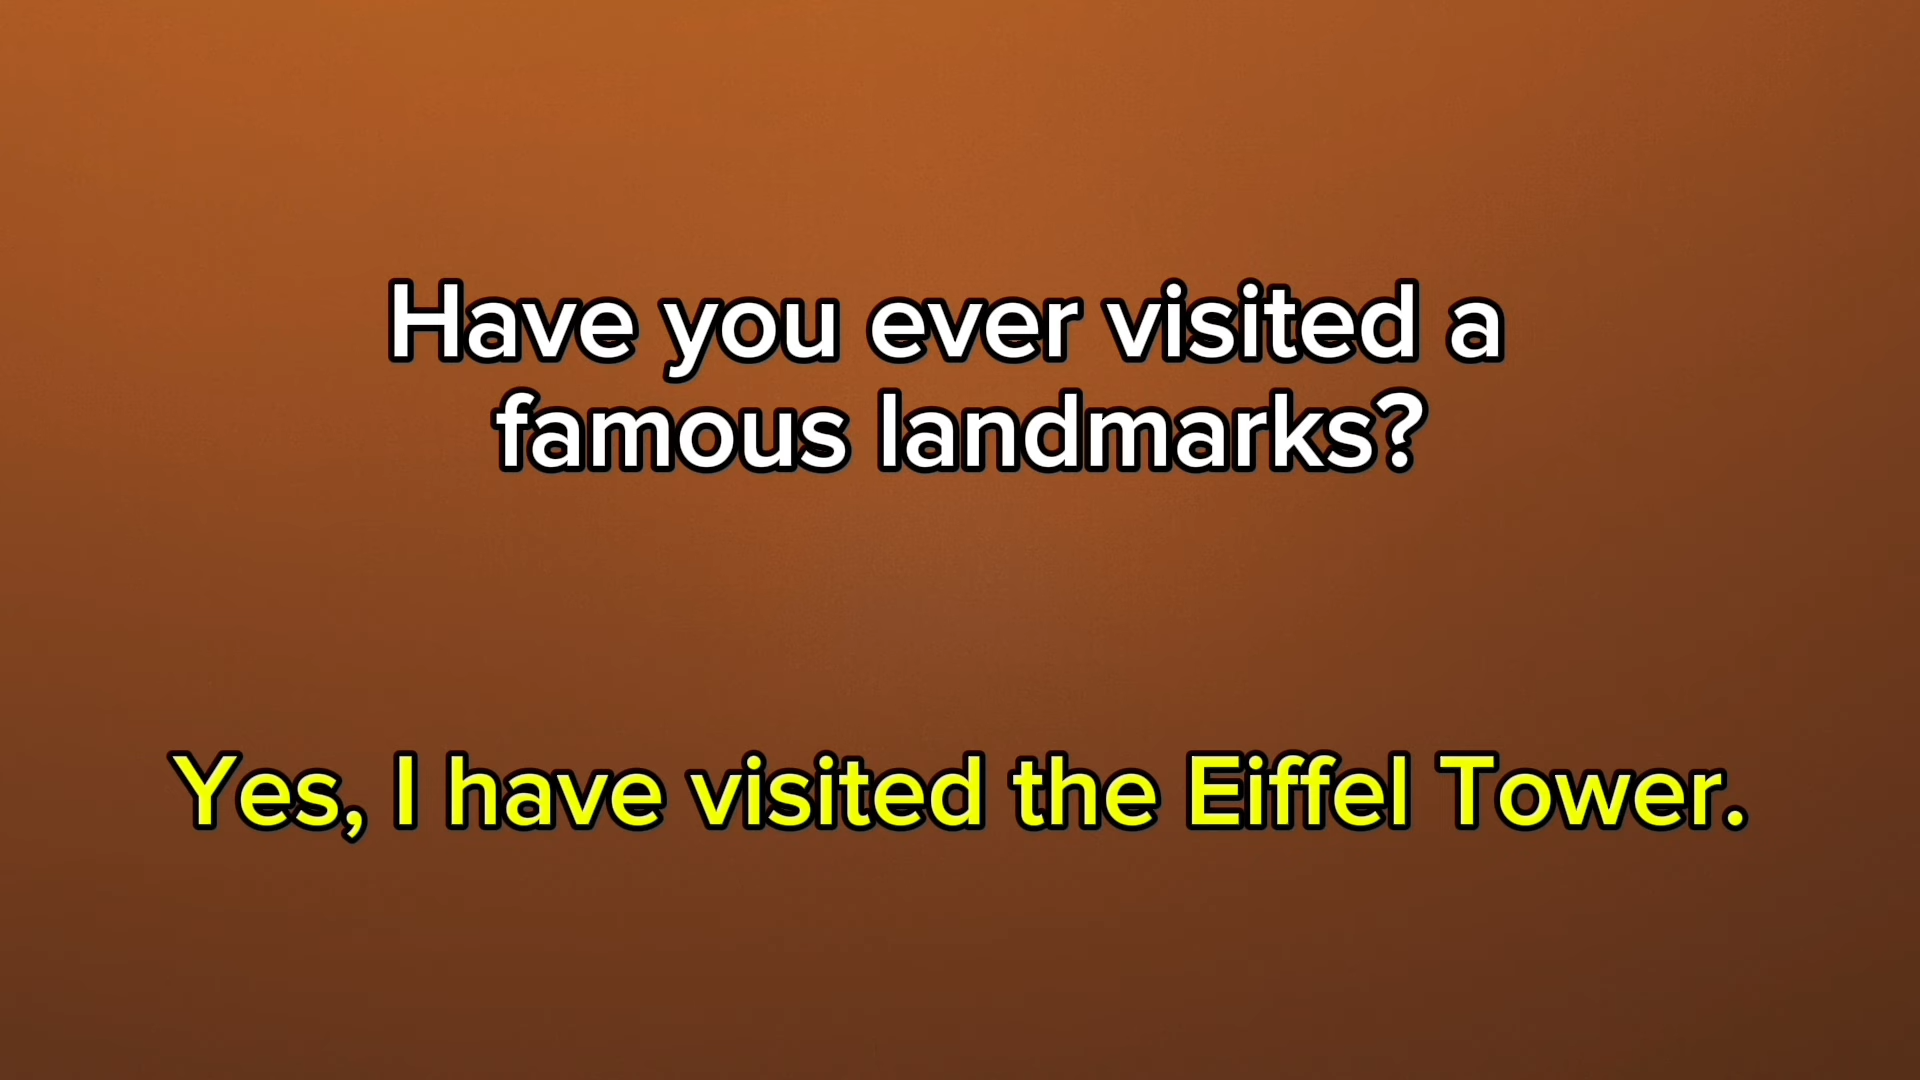 Have you ever visited a
famous landmarks?
Yes, I have visited the Eiffel Tower.